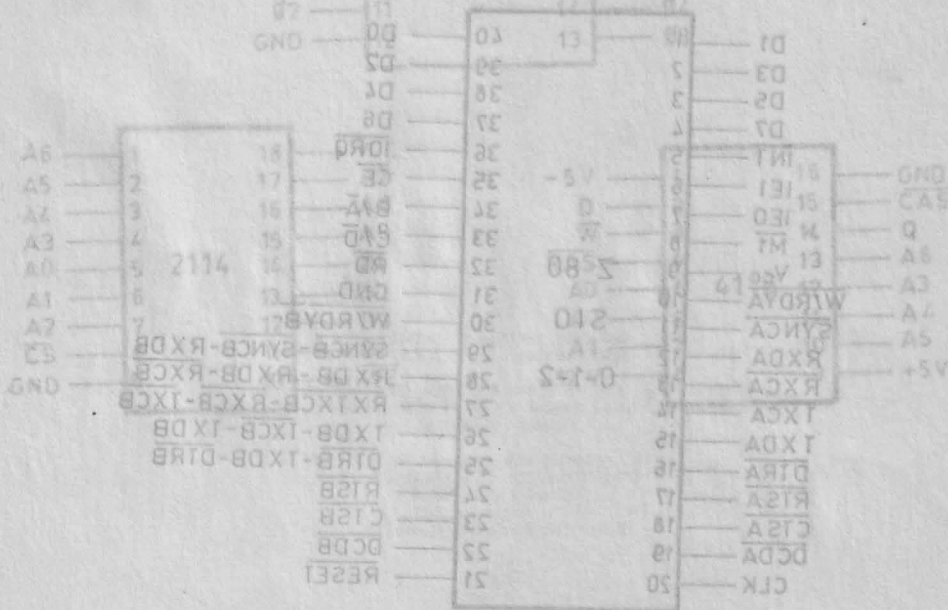 GND
D0
D2
D4
D6
IORQ
CE
B/A
C/D
RD
GND
W/RDYB
SYNCB-SYNCB-RXDB
RXDB-RXDB-RXCB
RXTXCB-RXCB-TXCB
TXDB-TXCB-TXDB
DTRB-TXDB-DTRB
RTSB
CTSB
DCDB
RESET
40
39
38
37
36
35
34
33
32
31
30
29
28
27
26
25
24
23
22
21
13
Z80
SIO
0-1-2
2
3
4
5
6
7
8
9
10
11
12
13
14
15
16
17
18
19
20
D1
D3
D5
D7
INT
IEI
IEO
M1
W/RDYA
SYNCA
RXDA
RXCA
TXCA
TXDA
DTRA
RTSA
CTSA
DCDA
CLK
A6
A5
A4
A3
A0
A1
A2
CS
GND
1
2
3
4
5
6
7
2114
18
17
16
15
14
13
12
-5V
D
W
A0
A1
16
15
14
13
GND
CAS
Q
A6
A3
A4
A5
+5V